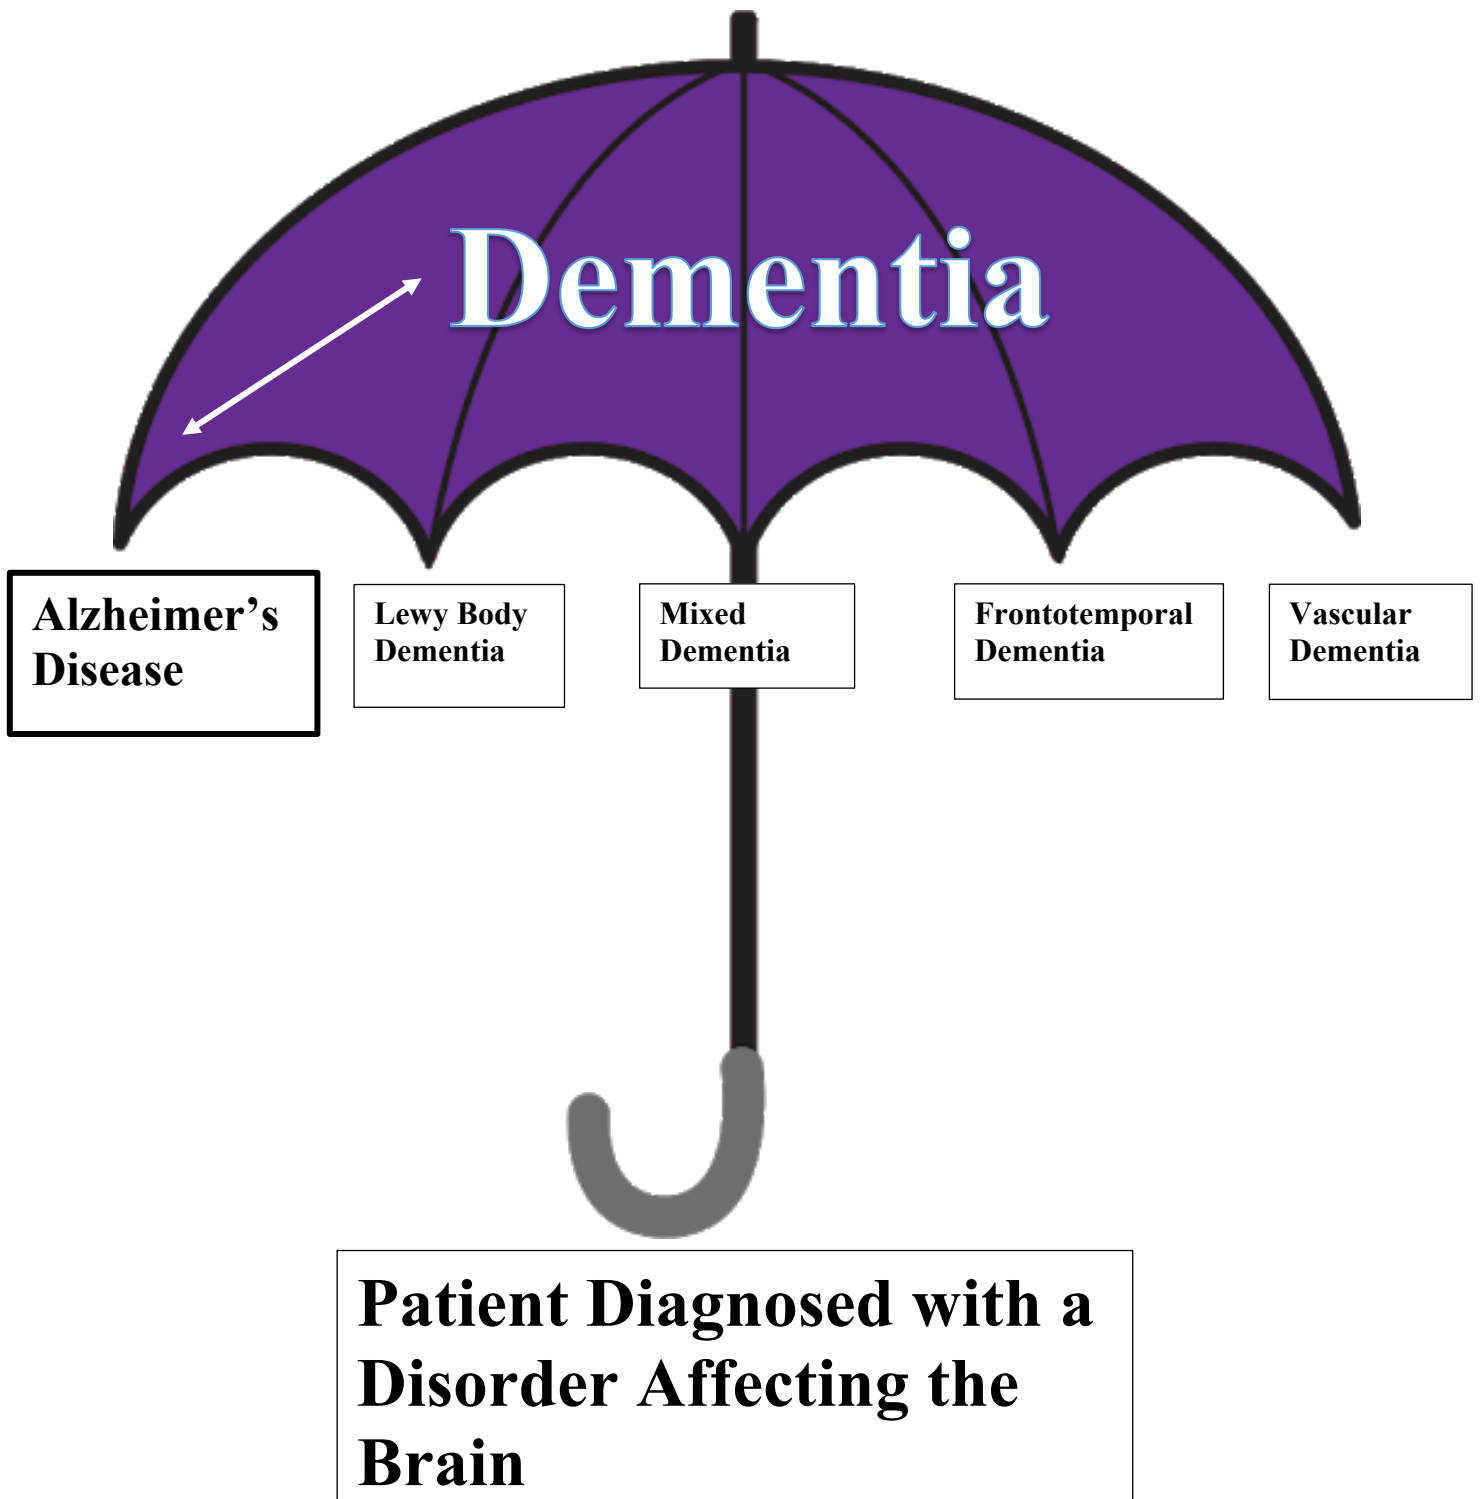 Dementia
Alzheimer’s
Disease
Lewy Body
Dementia
Mixed
Dementia
Frontotemporal
Dementia
Vascular
Dementia
Patient Diagnosed with a
Disorder Affecting the
Brain